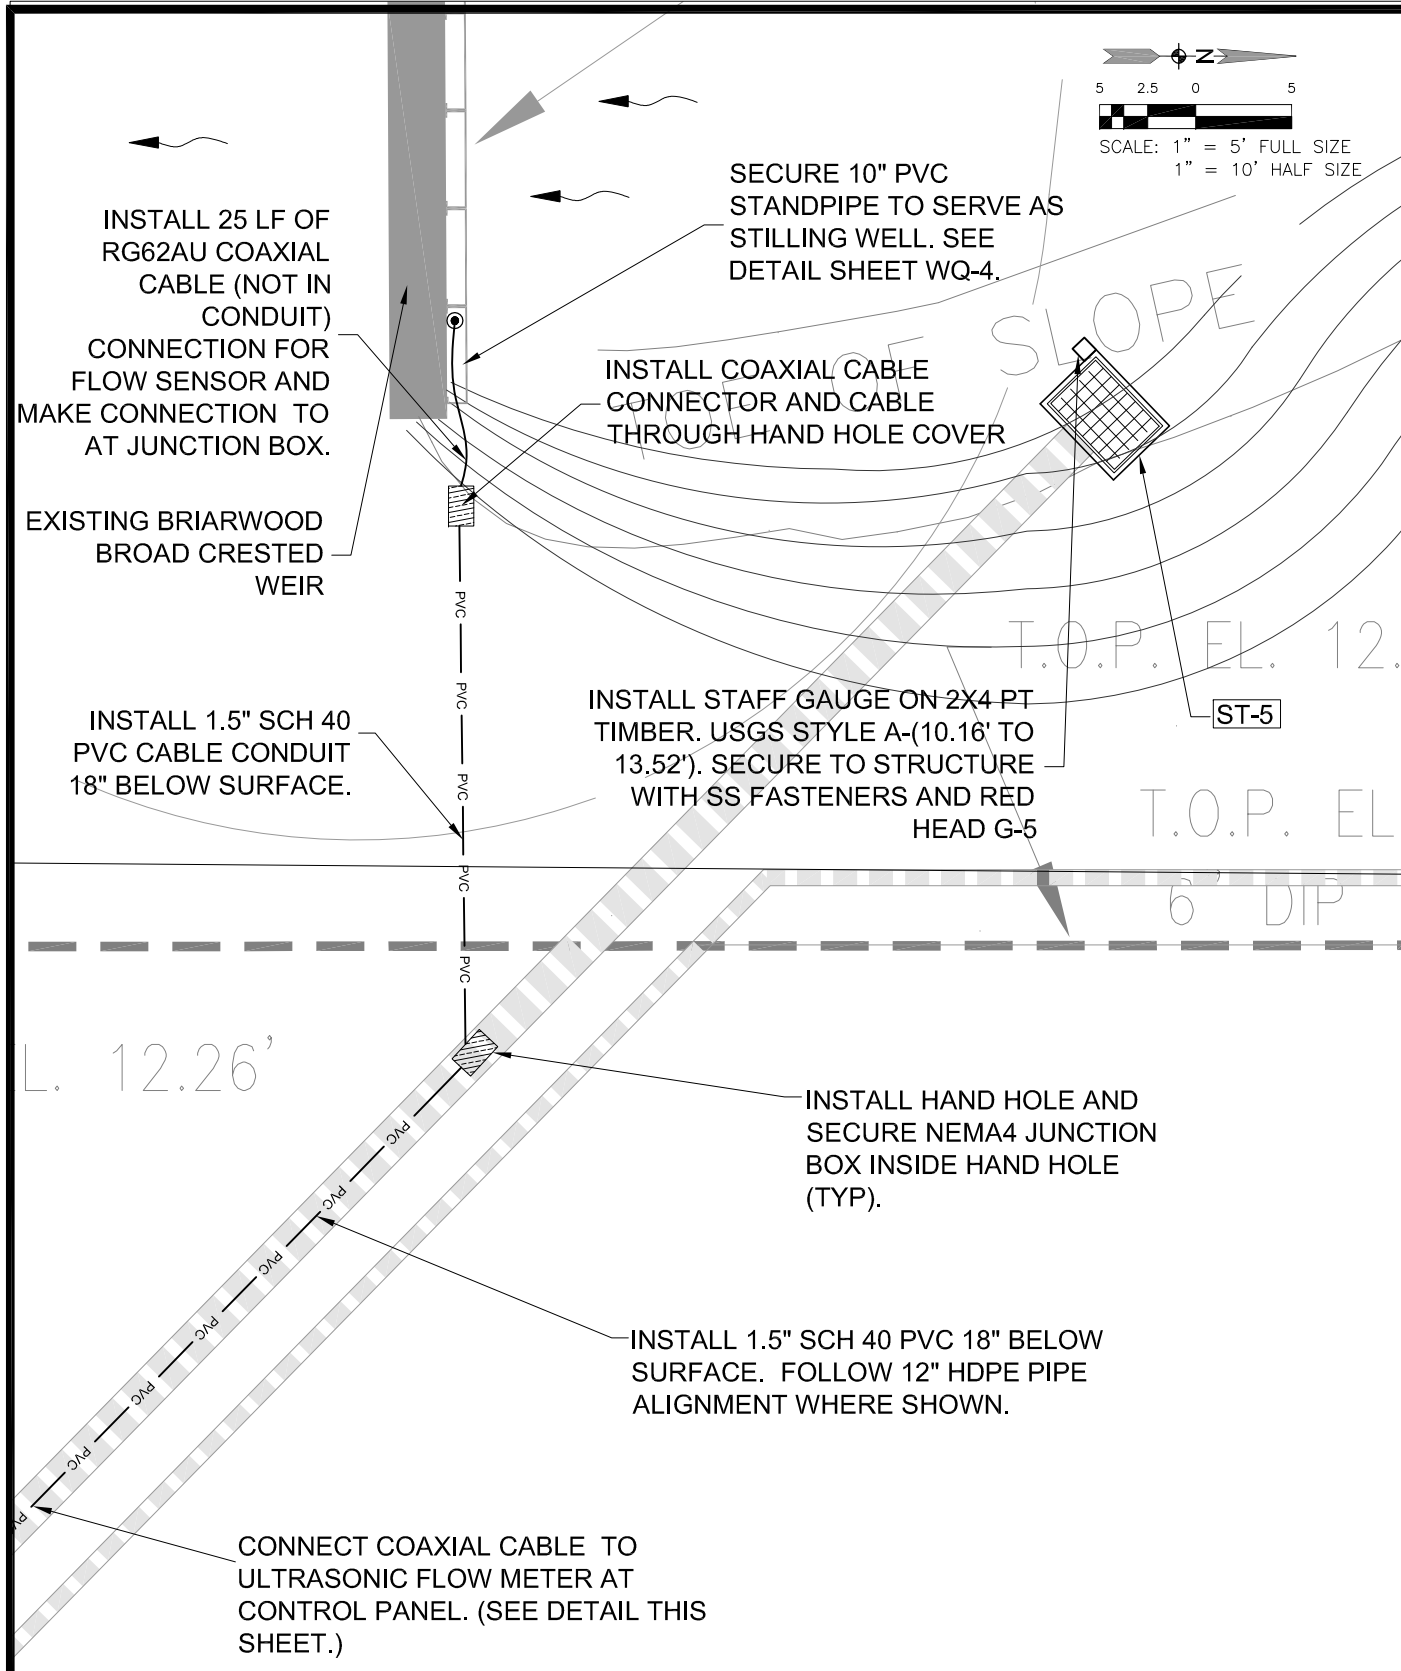 N
5 2.5 0 5
SCALE: 1" = 5' FULL SIZE
1" = 10' HALF SIZE
SECURE 10" PVC
STANDPIPE TO SERVE AS
STILLING WELL. SEE
DETAIL SHEET WQ-4.
INSTALL 25 LF OF
RG62AU COAXIAL
CABLE (NOT IN
CONDUIT)
CONNECTION FOR
FLOW SENSOR AND
MAKE CONNECTION TO
AT JUNCTION BOX.
TOE OF SLOPE
INSTALL COAXIAL CABLE
CONNECTOR AND CABLE
THROUGH HAND HOLE COVER
EXISTING BRIARWOOD
BROAD CRESTED
WEIR
PVC
T.O.P. EL. 12.
PVC
INSTALL STAFF GAUGE ON 2X4 PT
TIMBER. USGS STYLE A-(10.16' TO
13.52'). SECURE TO STRUCTURE
WITH SS FASTENERS AND RED
HEAD G-5
ST-5
INSTALL 1.5" SCH 40
PVC CABLE CONDUIT
18" BELOW SURFACE.
PVC
T.O.P. EL
PVC
6" DIP
PVC
L. 12.26'
INSTALL HAND HOLE AND
SECURE NEMA4 JUNCTION
BOX INSIDE HAND HOLE
(TYP).
PVC
PVC
PVC
PVC
INSTALL 1.5" SCH 40 PVC 18" BELOW
SURFACE. FOLLOW 12" HDPE PIPE
ALIGNMENT WHERE SHOWN.
PVC
PVC
PV
CONNECT COAXIAL CABLE TO
ULTRASONIC FLOW METER AT
CONTROL PANEL. (SEE DETAIL THIS
SHEET.)